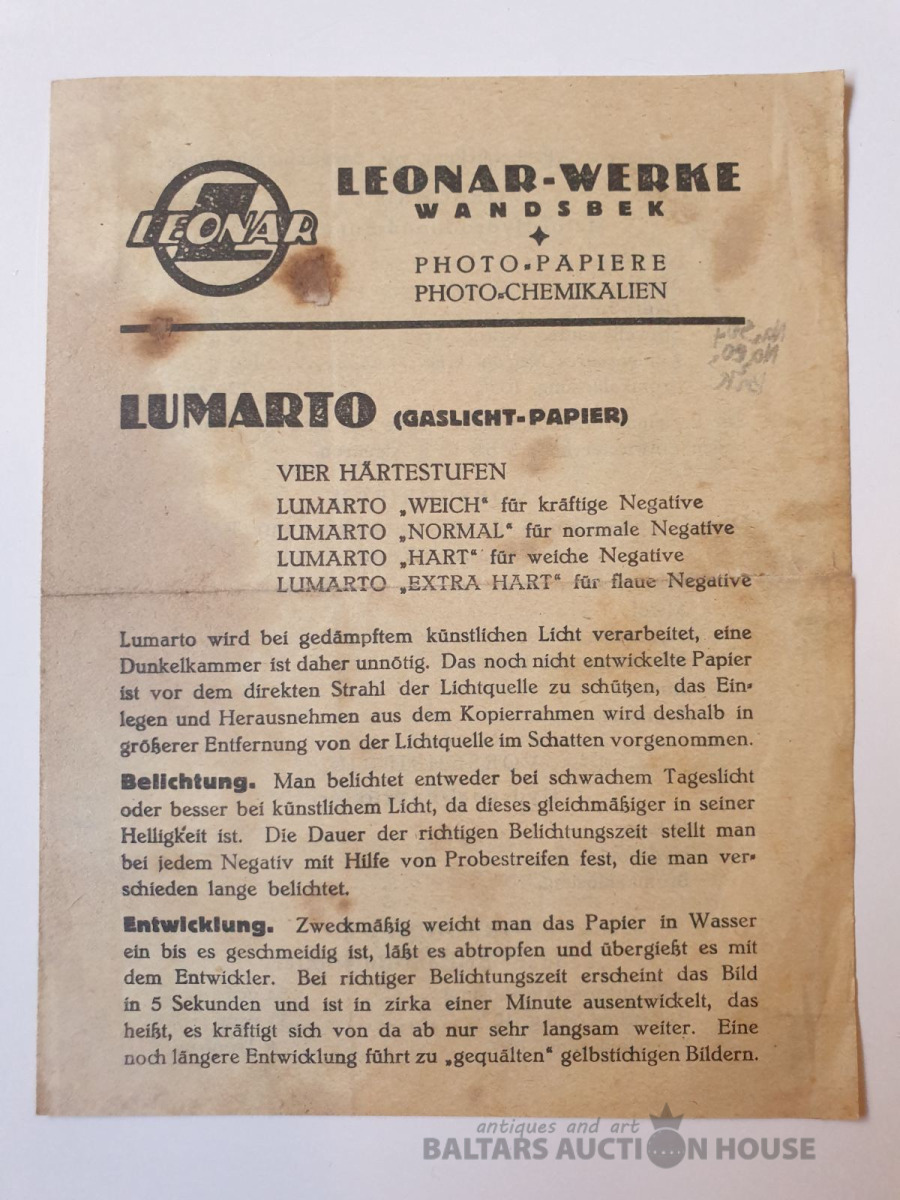 LEONAR
LEONAR-WERKE
WANDSBEK
PHOTO-PAPIERE
PHOTO-CHEMIKALIEN
LUMARTO (GASLICHT-PAPIER)
VIER HÄRTESTUFEN
LUMARTO „WEICH“ für kräftige Negative
LUMARTO „NORMAL“ für normale Negative
LUMARTO „HART“ für weiche Negative
LUMARTO „EXTRA HART“ für flaue Negative
Lumarto wird bei gedämpftem künstlichen Licht verarbeitet, eine
Dunkelkammer ist daher unnötig. Das noch nicht entwickelte Papier
ist vor dem direkten Strahl der Lichtquelle zu schützen, das Ein-
legen und Herausnehmen aus dem Kopierrahmen wird deshalb in
größerer Entfernung von der Lichtquelle im Schatten vorgenommen.
Belichtung. Man belichtet entweder bei schwachem Tageslicht
oder besser bei künstlichem Licht, da dieses gleichmäßiger in seiner
Helligkeit ist. Die Dauer der richtigen Belichtungszeit stellt man
bei jedem Negativ mit Hilfe von Probestreifen fest, die man ver-
schieden lange belichtet.
Entwicklung. Zweckmäßig weicht man das Papier in Wasser
ein bis es geschmeidig ist, läßt es abtropfen und übergießt es mit
dem Entwickler. Bei richtiger Belichtungszeit erscheint das Bild
in 5 Sekunden und ist in zirka einer Minute ausentwickelt, das
heißt, es kräftigt sich von da ab nur sehr langsam weiter. Eine
noch längere Entwicklung führt zu „gequälten“ gelbstichigen Bildern.
antiques and art
BALTARS AUCTION HOUSE